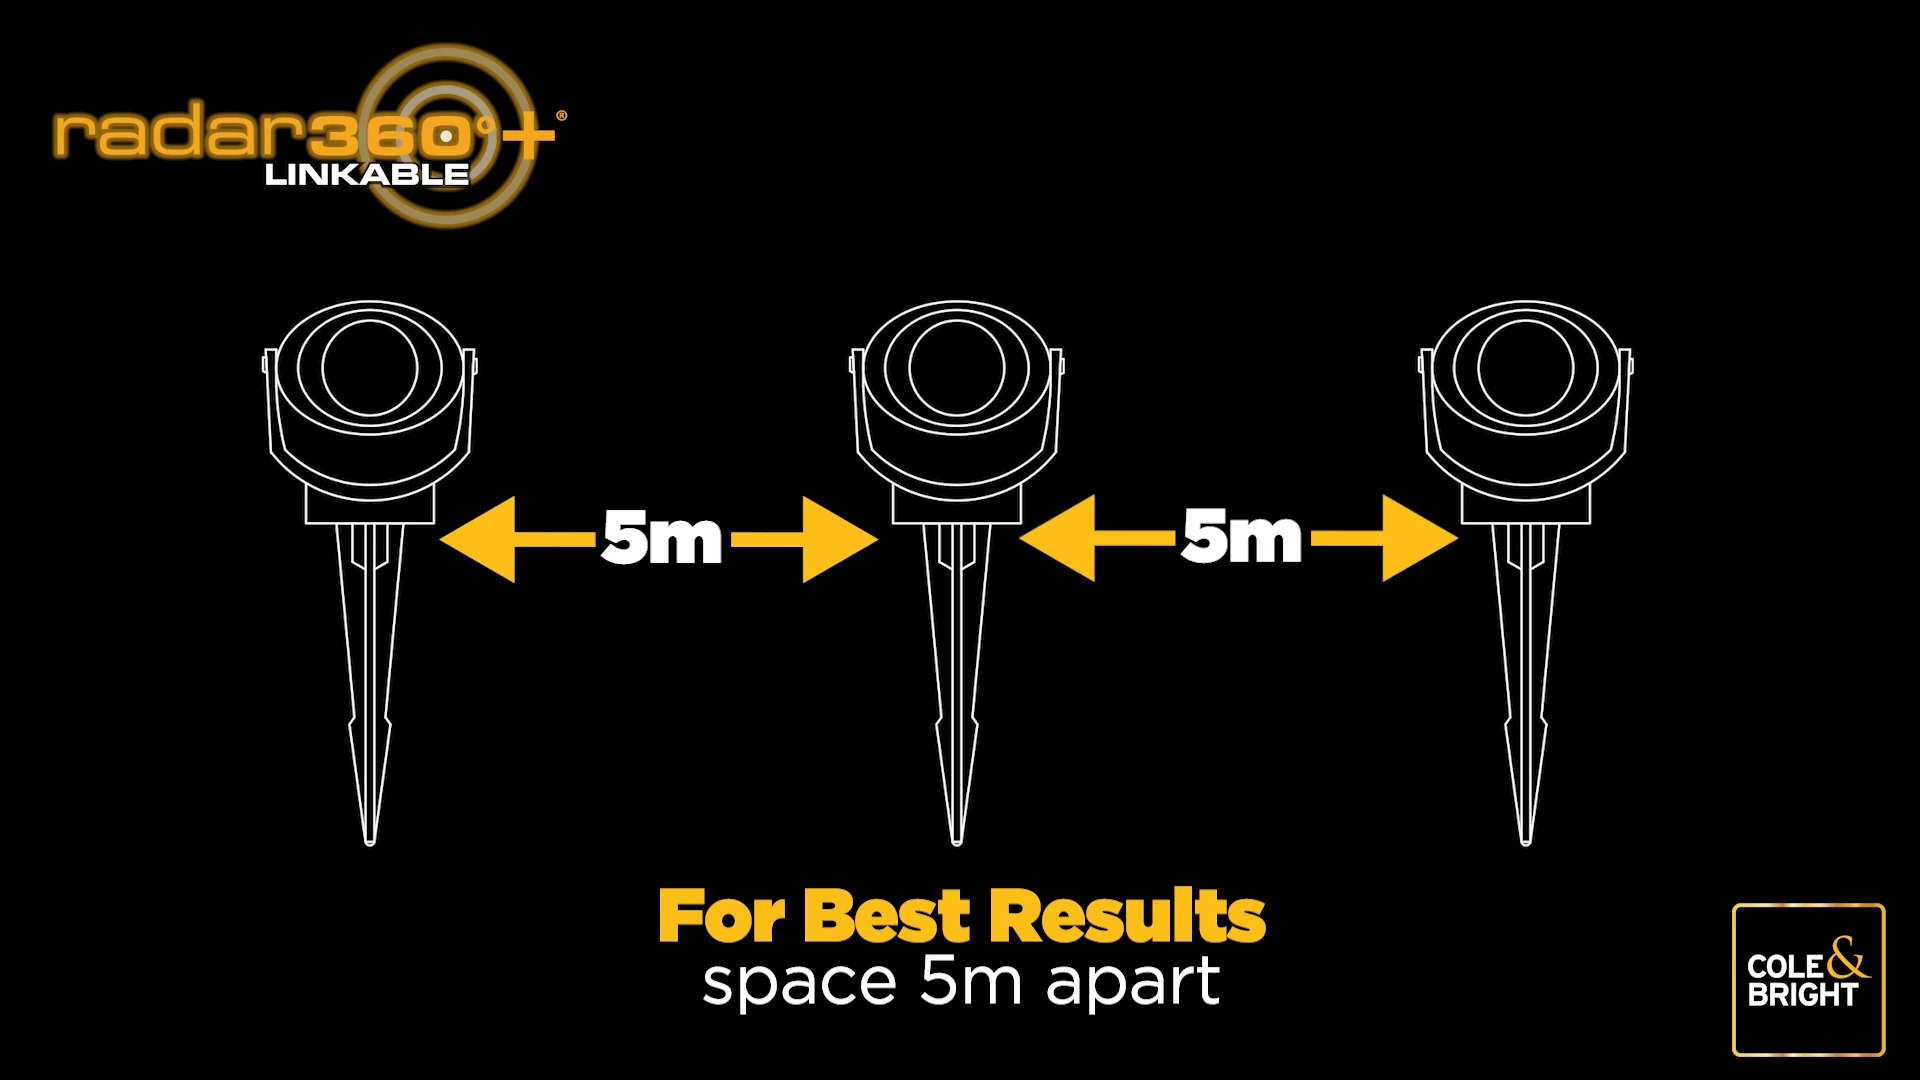 radar360°+®
LINKABLE
5m
5m
For Best Results
space 5m apart
COLE &
BRIGHT